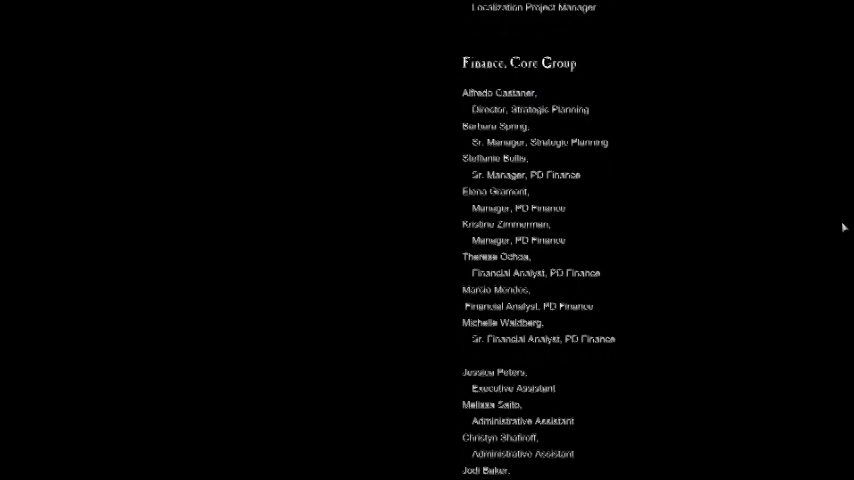 Localization Project Manager
Finance, Core Group
Alfredo Castaner,
Director, Strategic Planning
Barbara Spring,
Sr. Manager, Strategic Planning
Steffanie Bullis,
Sr. Manager, PD Finance
Elena Gramont,
Manager, PD Finance
Kristine Zimmerman,
Manager, PD Finance
Therese Ochoa,
Financial Analyst, PD Finance
Marcio Mendes,
Financial Analyst, PD Finance
Michelle Waldberg,
Sr. Financial Analyst, PD Finance
Jessica Peters,
Executive Assistant
Melissa Saito,
Administrative Assistant
Christyn Shafiroff,
Administrative Assistant
Jodi Baker,